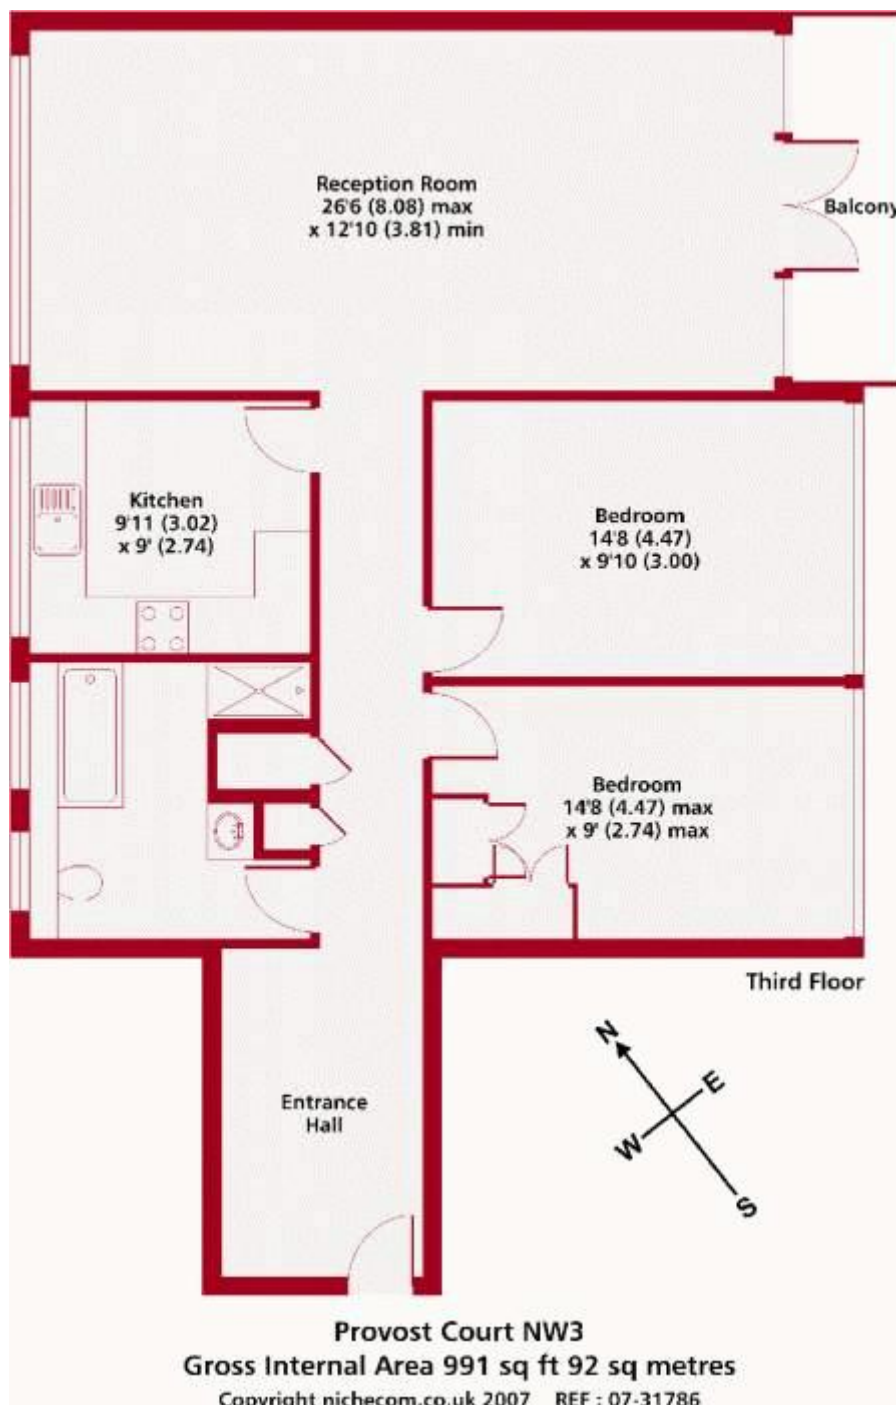 Reception Room
26'6 (8.08) max
x 12'10 (3.81) min
Balcony
Kitchen
9'11 (3.02)
x 9' (2.74)
Bedroom
14'8 (4.47)
x 9'10 (3.00)
Bedroom
14'8 (4.47) max
x 9' (2.74) max
Third Floor
N
E
W
S
Entrance
Hall
Provost Court NW3
Gross Internal Area 991 sq ft 92 sq metres
Copyright nichecom.co.uk 2007 REF : 07-31786